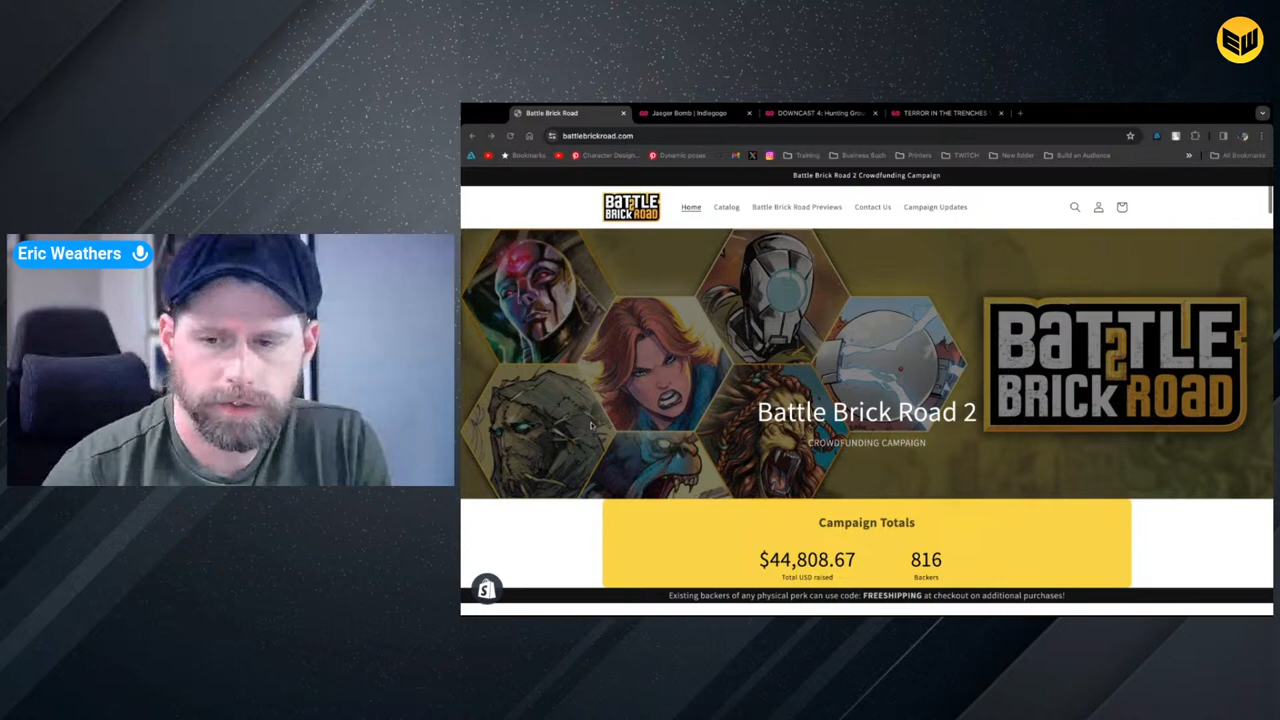 EW
Eric Weathers
Battle Brick Road
Jaeger Bomb | Indiegogo
DOWNCAST 4: Hunting Grou
TERROR IN THE TRENCHES
battlebrickroad.com
Bookmarks
Character Design...
Dynamic poses
Training
Business Such
Printers
TWITCH
New folder
Build an Audience
All Bookmarks
Battle Brick Road 2 Crowdfunding Campaign
BATTLE
2
BRICK ROAD
Home
Catalog
Battle Brick Road Previews
Contact Us
Campaign Updates
BATTLE
2
BRICK ROAD
Battle Brick Road 2
CROWDFUNDING CAMPAIGN
Campaign Totals
$44,808.67
816
Total USD raised
Backers
Existing backers of any physical perk can use code: FREESHIPPING at checkout on additional purchases!